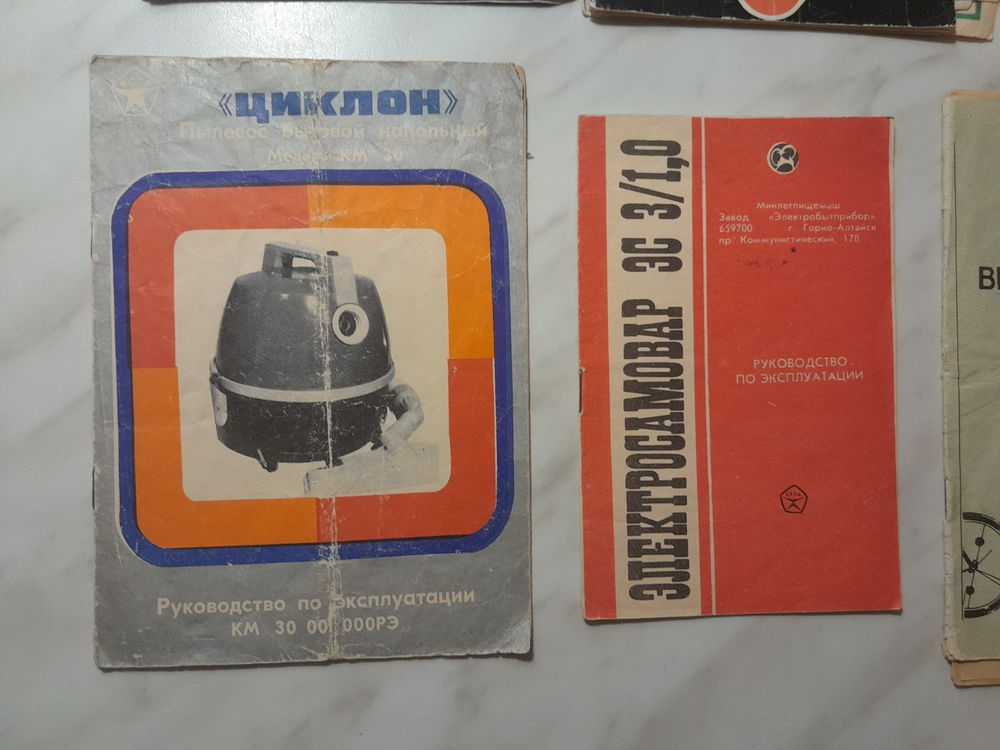 «ЦИКЛОН»
Пылесос бытовой напольный
Модель КМ 30
Руководство по эксплуатации
КМ 30 00 000РЭ
ЭЛЕКТРОСАМОВАР ЭС 3/1,0
Минлегпищемаш
Завод «Электробытприбор»
659700 г. Горно-Алтайск
пр. Коммунистический, 178
РУКОВОДСТВО
ПО ЭКСПЛУАТАЦИИ